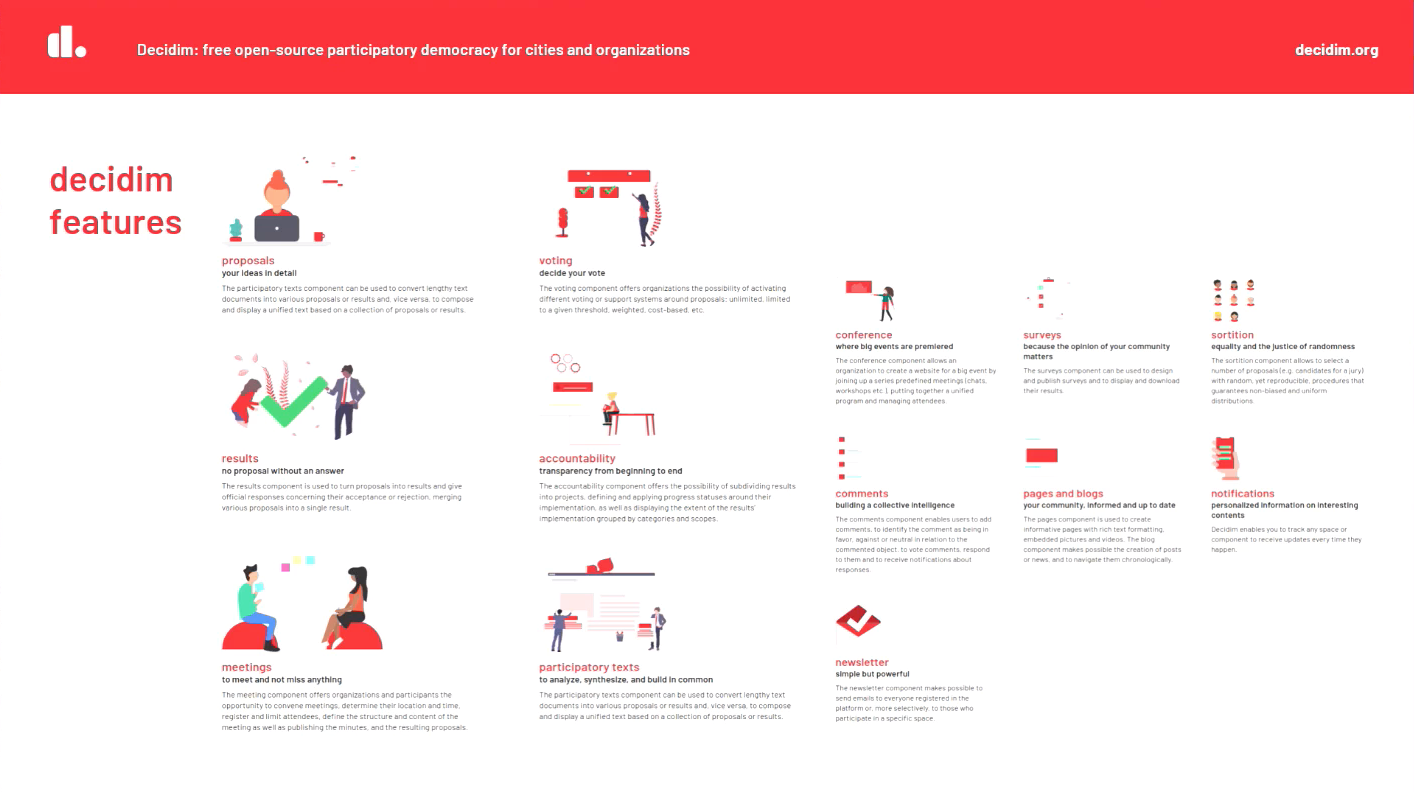 d.
Decidim: free open-source participatory democracy for cities and organizations
decidim.org
decidim
features
proposals
your ideas in detail
The participatory texts component can be used to convert lengthy text
documents into various proposals or results and, vice versa, to compose
and display a unified text based on a collection of proposals or results.
voting
decide your vote
The voting component offers organizations the possibility of activating
different voting or support systems around proposals: unlimited, limited
to a given threshold, weighted, cost-based, etc.
results
no proposal without an answer
The results component is used to turn proposals into results and give
official responses concerning their acceptance or rejection, merging
various proposals into a single result.
accountability
transparency from beginning to end
The accountability component offers the possibility of subdividing results
into projects, defining and applying progress statuses around their
implementation, as well as displaying the extent of the results'
implementation grouped by categories and scopes.
meetings
to meet and not miss anything
The meeting component offers organizations and participants the
opportunity to convene meetings, determine their location and time,
register and limit attendees, define the structure and content of the
meeting as well as publishing the minutes, and the resulting proposals.
participatory texts
to analyze, synthesize, and build in common
The participatory texts component can be used to convert lengthy text
documents into various proposals or results and, vice versa, to compose
and display a unified text based on a collection of proposals or results.
conference
where big events are premiered
The conference component allows an
organization to create a website for a big event by
joining up a series predefined meetings (chats,
workshops etc.), putting together a unified
program and managing attendees
surveys
because the opinion of your community
matters
The surveys component can be used to design
and publish surveys and to display and download
their results.
sortition
equality and the justice of randomness
The sortition component allows to select a
number of proposals (e.g. candidates for a jury)
with random, yet reproducible, procedures that
guarantees non-biased and uniform
distributions.
comments
building a collective intelligence
The comments component enables users to add
comments, to identify the comment as being in
favor, against or neutral in relation to the
commented object, to vote comments, respond
to them and to receive notifications about
responses.
pages and blogs
your community, informed and up to date
The pages component is used to create
informative pages with rich text formatting,
embedded pictures and videos. The blog
component makes possible the creation of posts
or news, and to navigate them chronologically.
notifications
personalized information on interesting
contents
Decidim enables you to track any space or
component to receive updates every time they
happen.
newsletter
simple but powerful
The newsletter component makes possible to
send emails to everyone registered in the
platform or, more selectively, to those who
participate in a specific space.